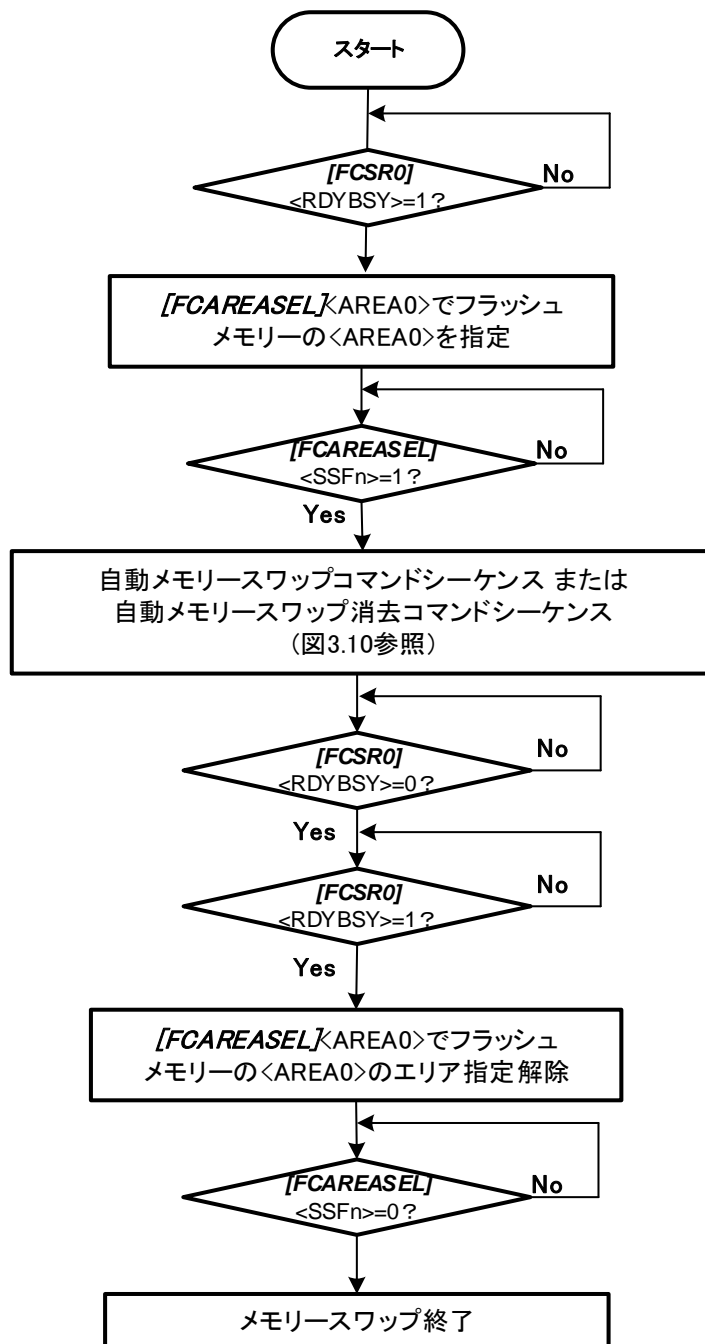 スタート
[FCSR0]
<RDYBSY>=1?
No
[FCAREASEL]<AREA0>でフラッシュ
メモリーの<AREA0>を指定
[FCAREASEL]
<SSFn>=1?
No
Yes
自動メモリースワップコマンドシーケンス または
自動メモリースワップ消去コマンドシーケンス
(図3.10参照)
[FCSR0]
<RDYBSY>=0?
No
Yes
[FCSR0]
<RDYBSY>=1?
No
Yes
[FCAREASEL]<AREA0>でフラッシュ
メモリーの<AREA0>のエリア指定解除
[FCAREASEL]
<SSFn>=0?
No
メモリースワップ終了